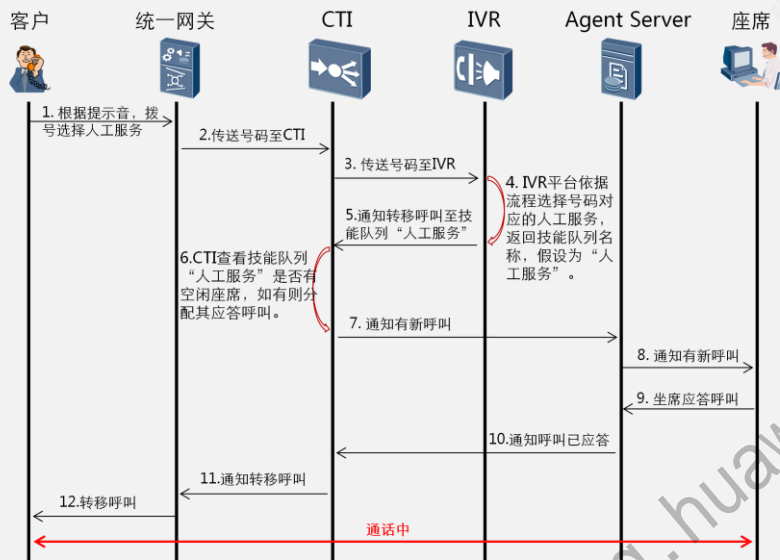 客户
统一网关
CTI
IVR
Agent Server
座席
1. 根据提示音，拨
号选择人工服务
2.传送号码至CTI
3. 传送号码至IVR
4. IVR平台依据
流程选择号码对
应的人工服务，
返回技能队列名
称，假设为“人
工服务”。
5.通知转移呼叫至技
能队列“人工服务”
6.CTI查看技能队列
“人工服务”是否有
空闲座席，如有则分
配其应答呼叫。
7. 通知有新呼叫
8. 通知有新呼叫
9. 坐席应答呼叫
10.通知呼叫已应答
11.通知转移呼叫
12.转移呼叫
通话中